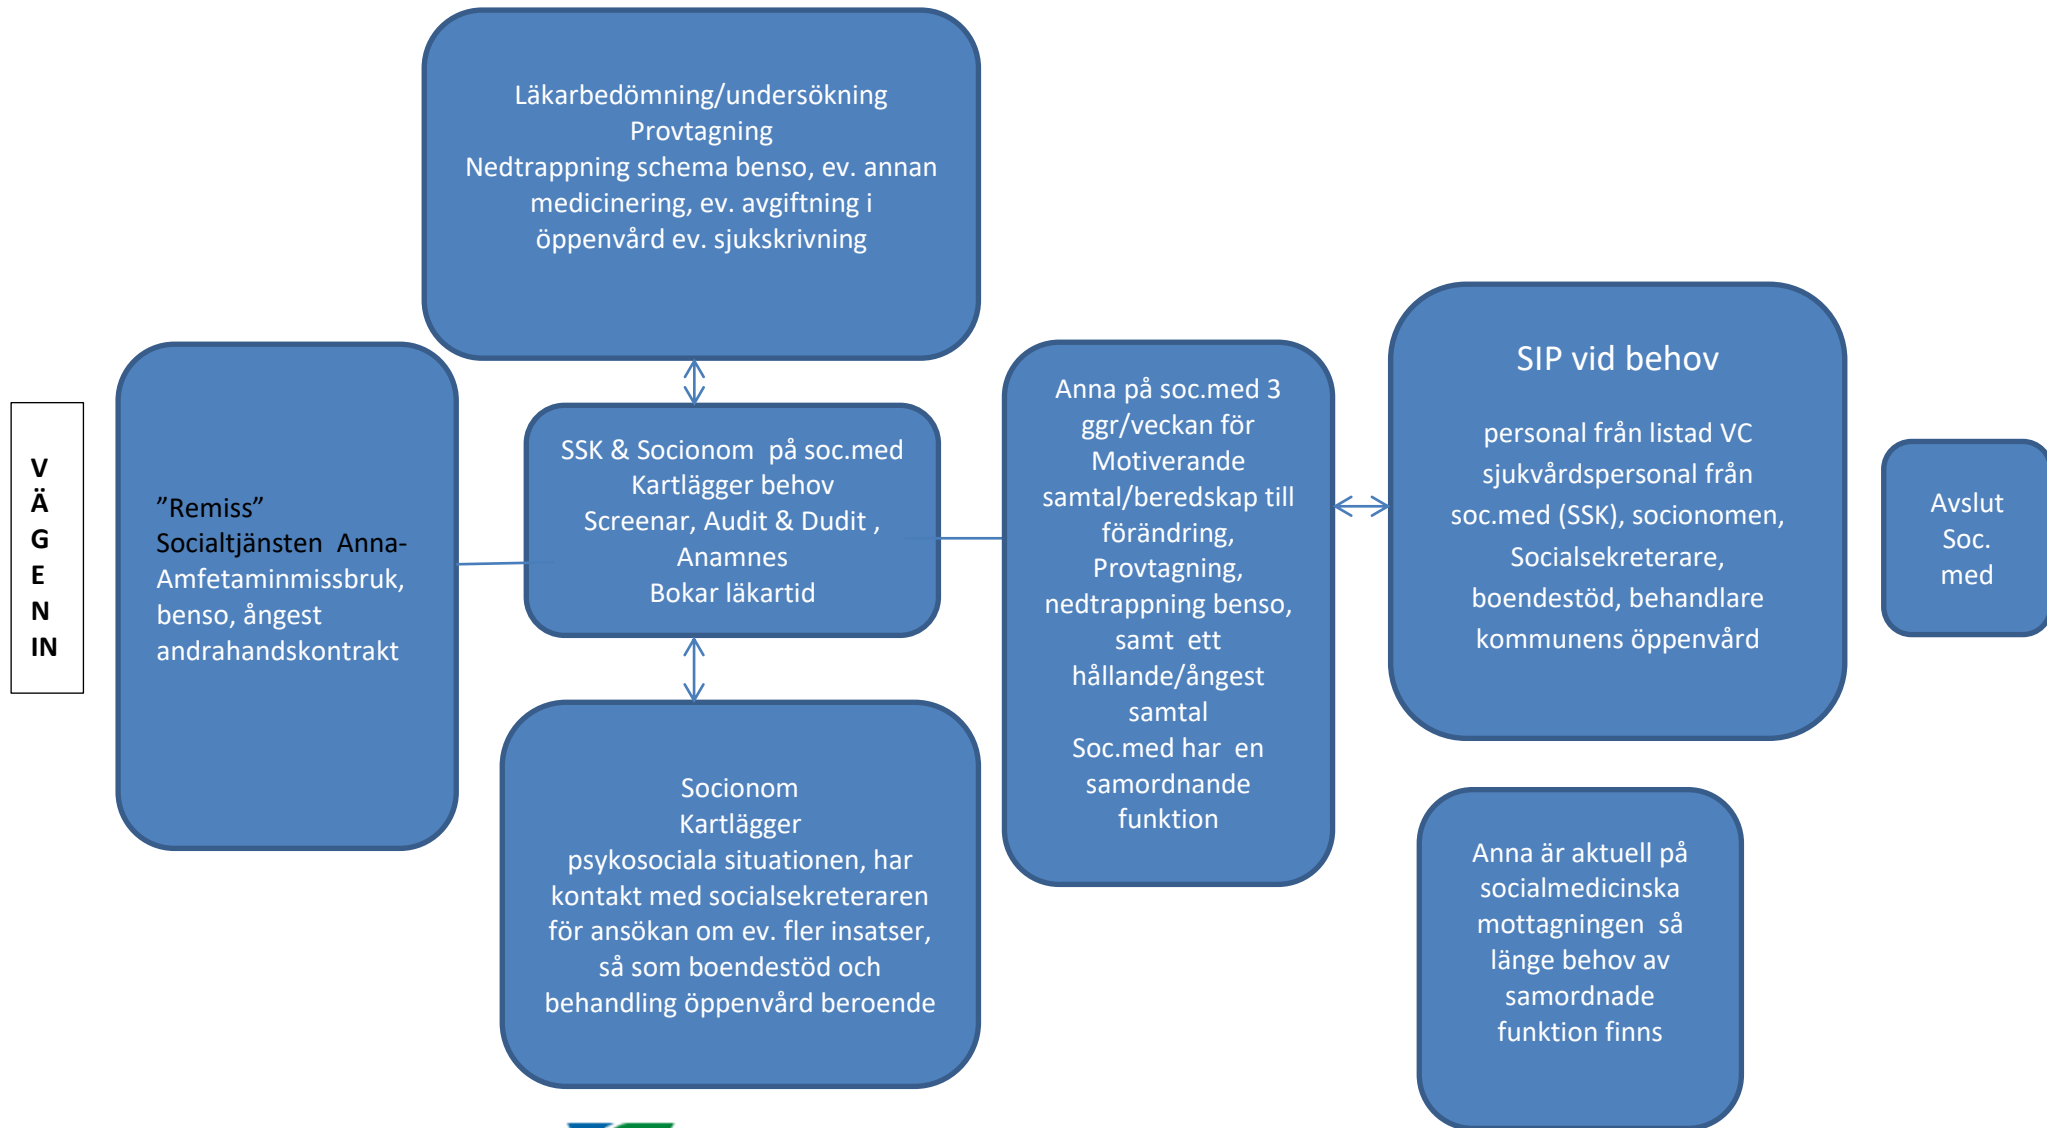 V
Ä
G
E
N
IN
”Remiss”
Socialtjänsten Anna-
Amfetaminmissbruk,
benso, ångest
andrahandskontrakt
Läkarbedömning/undersökning
Provtagning
Nedtrappning schema benso, ev. annan
medicinering, ev. avgiftning i
öppenvård ev. sjukskrivning
SSK & Socionom på soc.med
Kartlägger behov
Screenar, Audit & Dudit ,
Anamnes
Bokar läkartid
Socionom
Kartlägger
psykosociala situationen, har
kontakt med socialsekreteraren
för ansökan om ev. fler insatser,
så som boendestöd och
behandling öppenvård beroende
Anna på soc.med 3
ggr/veckan för
Motiverande
samtal/beredskap till
förändring,
Provtagning,
nedtrappning benso,
samt ett
hållande/ångest
samtal
Soc.med har en
samordnande
funktion
SIP vid behov
personal från listad VC
sjukvårdspersonal från
soc.med (SSK), socionomen,
Socialsekreterare,
boendestöd, behandlare
kommunens öppenvård
Anna är aktuell på
socialmedicinska
mottagningen så
länge behov av
samordnade
funktion finns
Avslut
Soc.
med